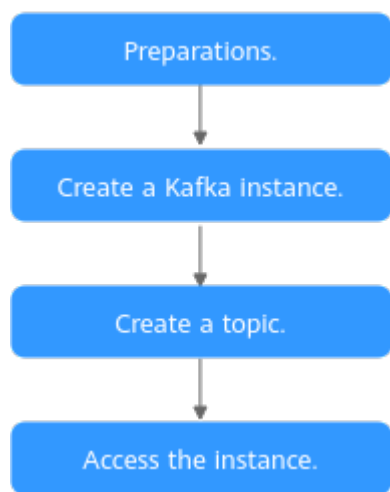 Preparations.
Create a Kafka instance.
Create a topic.
Access the instance.